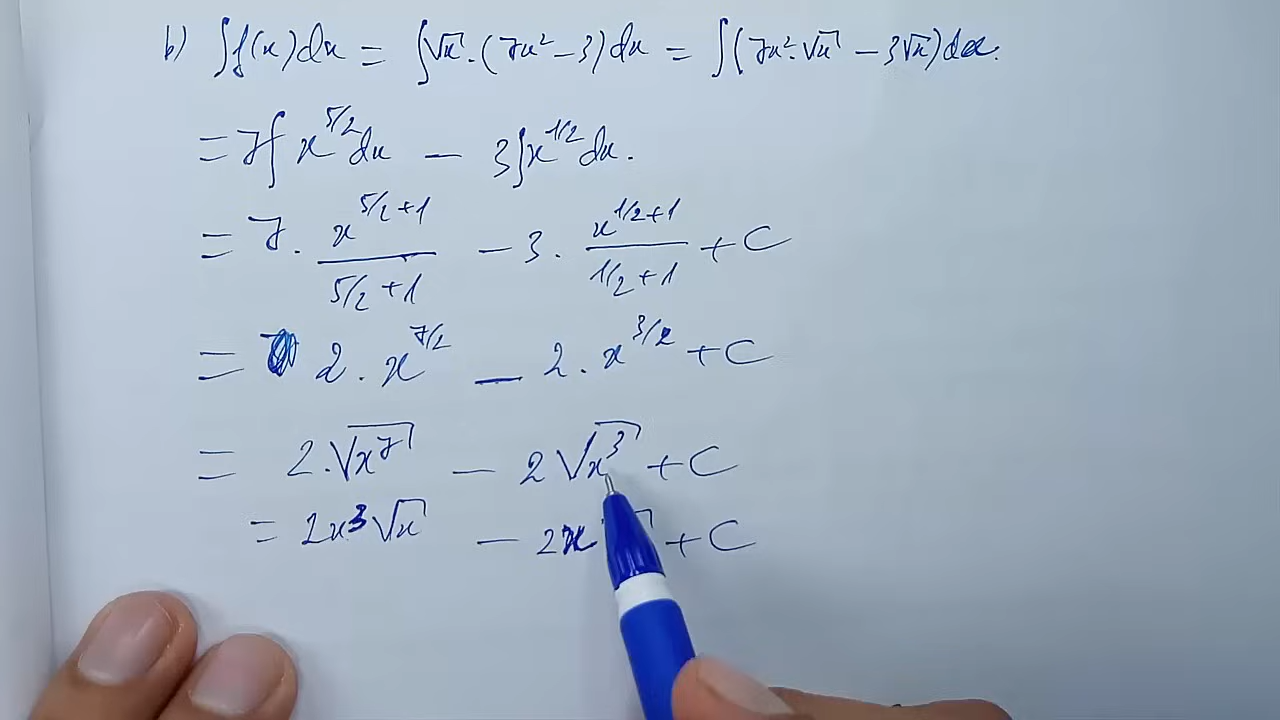 b) ∫f(x)dx = ∫√x · (7x² − 3)dx = ∫(7x² · √x − 3√x)dx.
= 7∫x^{5/2}dx − 3∫x^{1/2}dx.
= 7 · x^{5/2+1}/(5/2+1) − 3 · x^{1/2+1}/(1/2+1) + C
= 2 · x^{7/2} − 2 · x^{3/2} + C
= 2 · √x⁷ − 2√x³ + C
= 2x³√x − 2x + C